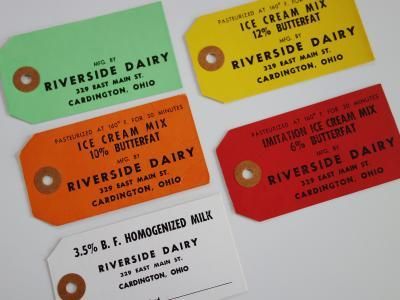 MFG. BY
RIVERSIDE DAIRY
329 EAST MAIN ST.
CARDINGTON, OHIO
PASTEURIZED AT 160° F. FOR 30 MINUTES
ICE CREAM MIX
12% BUTTERFAT
MFG. BY
RIVERSIDE DAIRY
329 EAST MAIN ST.
CARDINGTON, OHIO
PASTEURIZED AT 160° F. FOR 30 MINUTES
ICE CREAM MIX
10% BUTTERFAT
MFG. BY
RIVERSIDE DAIRY
329 EAST MAIN ST.
CARDINGTON, OHIO
PASTEURIZED AT 160° F. FOR 30 MINUTES
IMITATION ICE CREAM MIX
6% BUTTERFAT
MFG. BY
RIVERSIDE DAIRY
329 EAST MAIN ST.
CARDINGTON, OHIO
3.5% B. F. HOMOGENIZED MILK
RIVERSIDE DAIRY
329 EAST MAIN ST.
CARDINGTON, OHIO